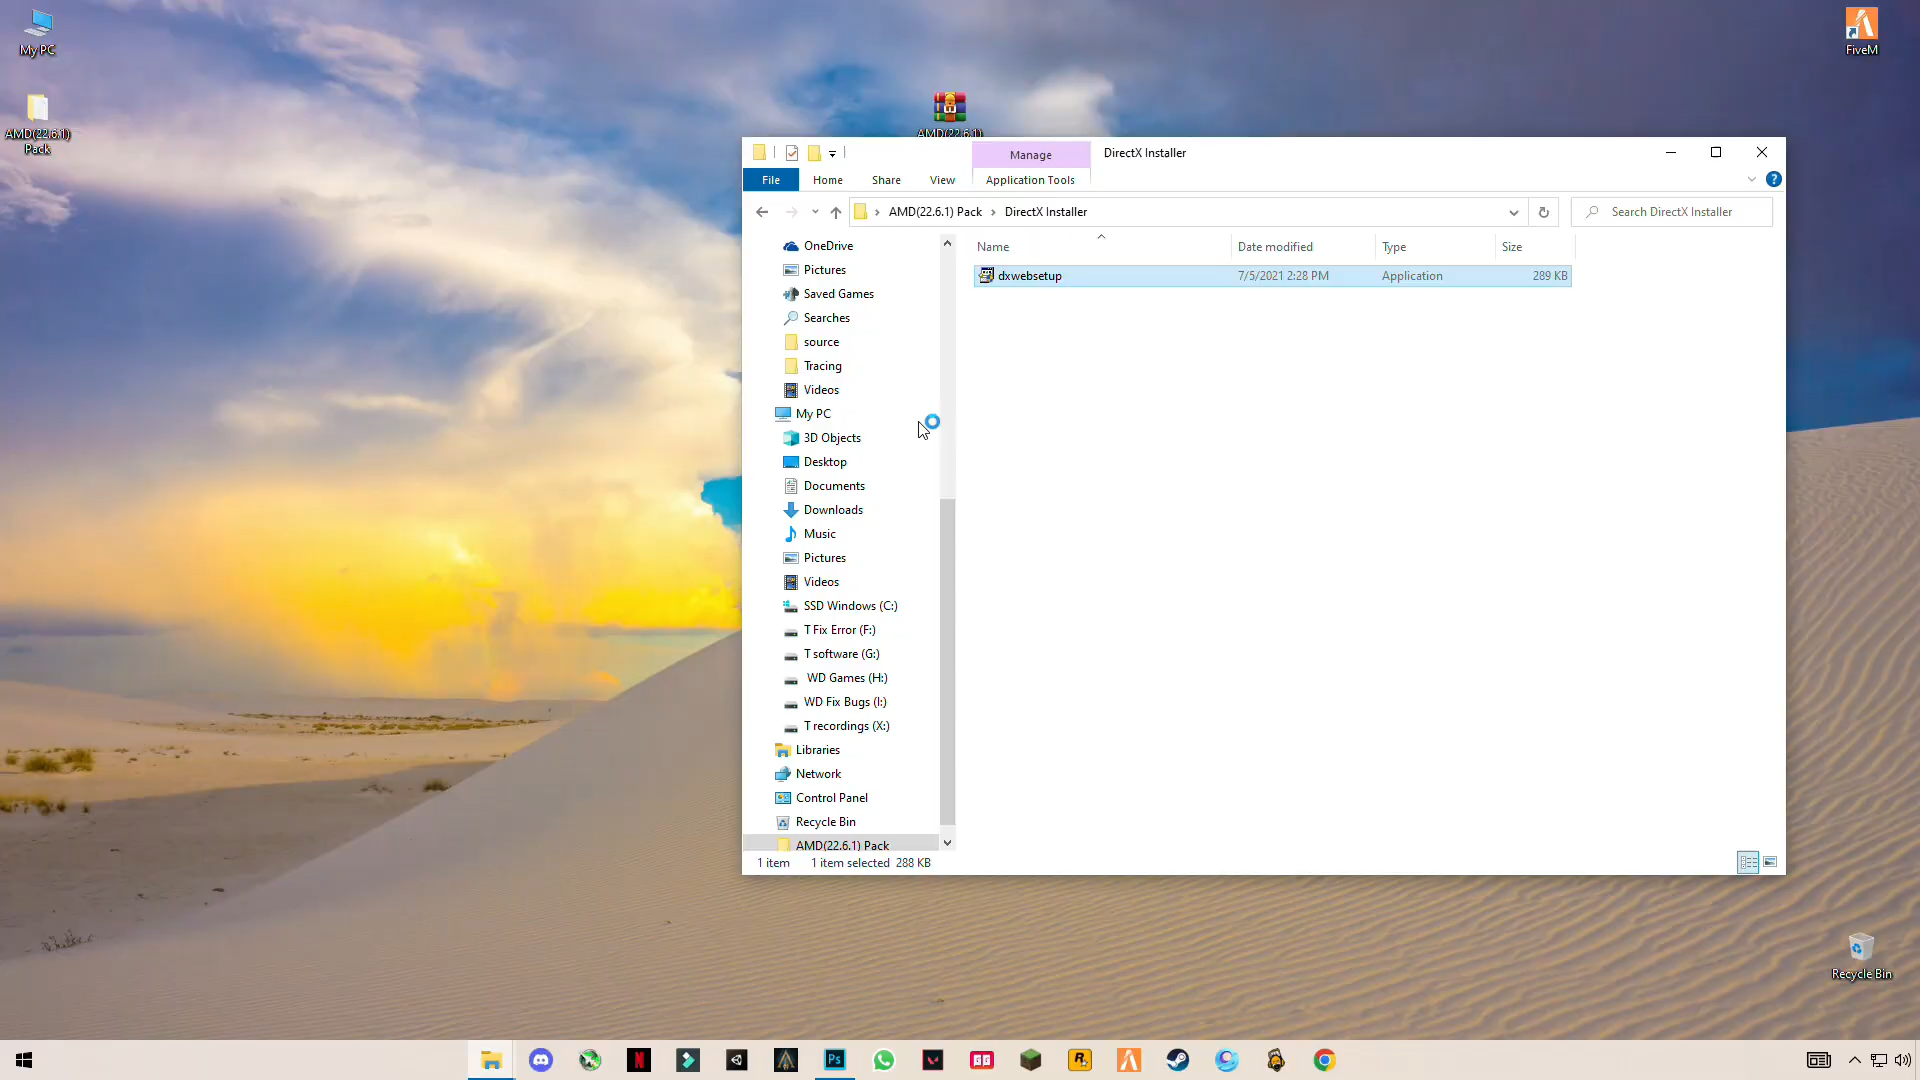 My PC
AMD(22.6.1)
Pack
AMD(22.6.1)
FiveM
Manage
DirectX Installer
File
Home
Share
View
Application Tools
AMD(22.6.1) Pack
DirectX Installer
Search DirectX Installer
OneDrive
Pictures
Saved Games
Searches
source
Tracing
Videos
My PC
3D Objects
Desktop
Documents
Downloads
Music
Pictures
Videos
SSD Windows (C:)
T Fix Error (F:)
T software (G:)
WD Games (H:)
WD Fix Bugs (I:)
T recordings (X:)
Libraries
Network
Control Panel
Recycle Bin
AMD(22.6.1) Pack
Name
Date modified
Type
Size
dxwebsetup
7/5/2021 2:28 PM
Application
289 KB
1 item
1 item selected
288 KB
Recycle Bin
Ps